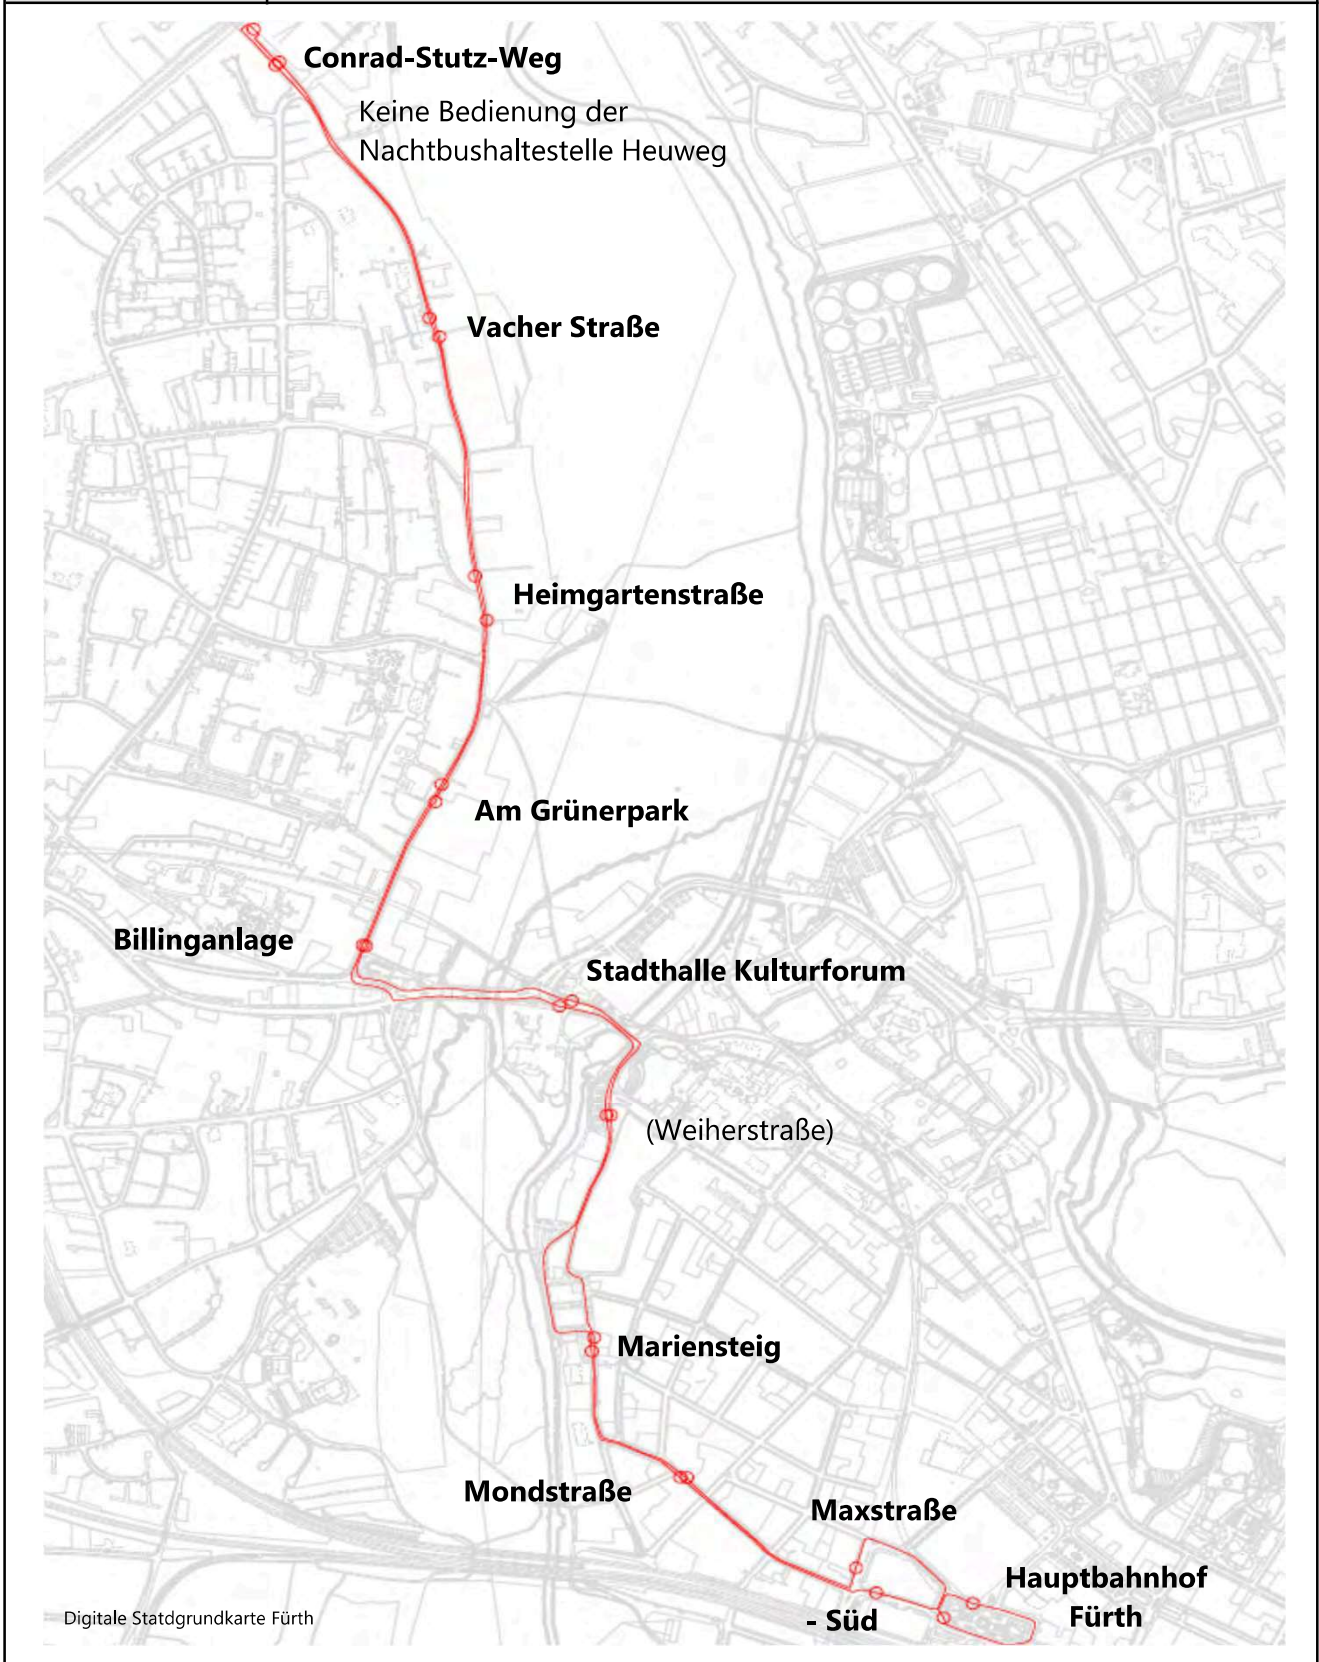 Conrad-Stutz-Weg
Keine Bedienung der
Nachtbushaltestelle Heuweg
Vacher Straße
Heimgartenstraße
Am Grünerpark
Billinganlage
Stadthalle Kulturforum
(Weiherstraße)
Mariensteig
Mondstraße
Maxstraße
Hauptbahnhof
Fürth
- Süd
Digitale Statdgrundkarte Fürth